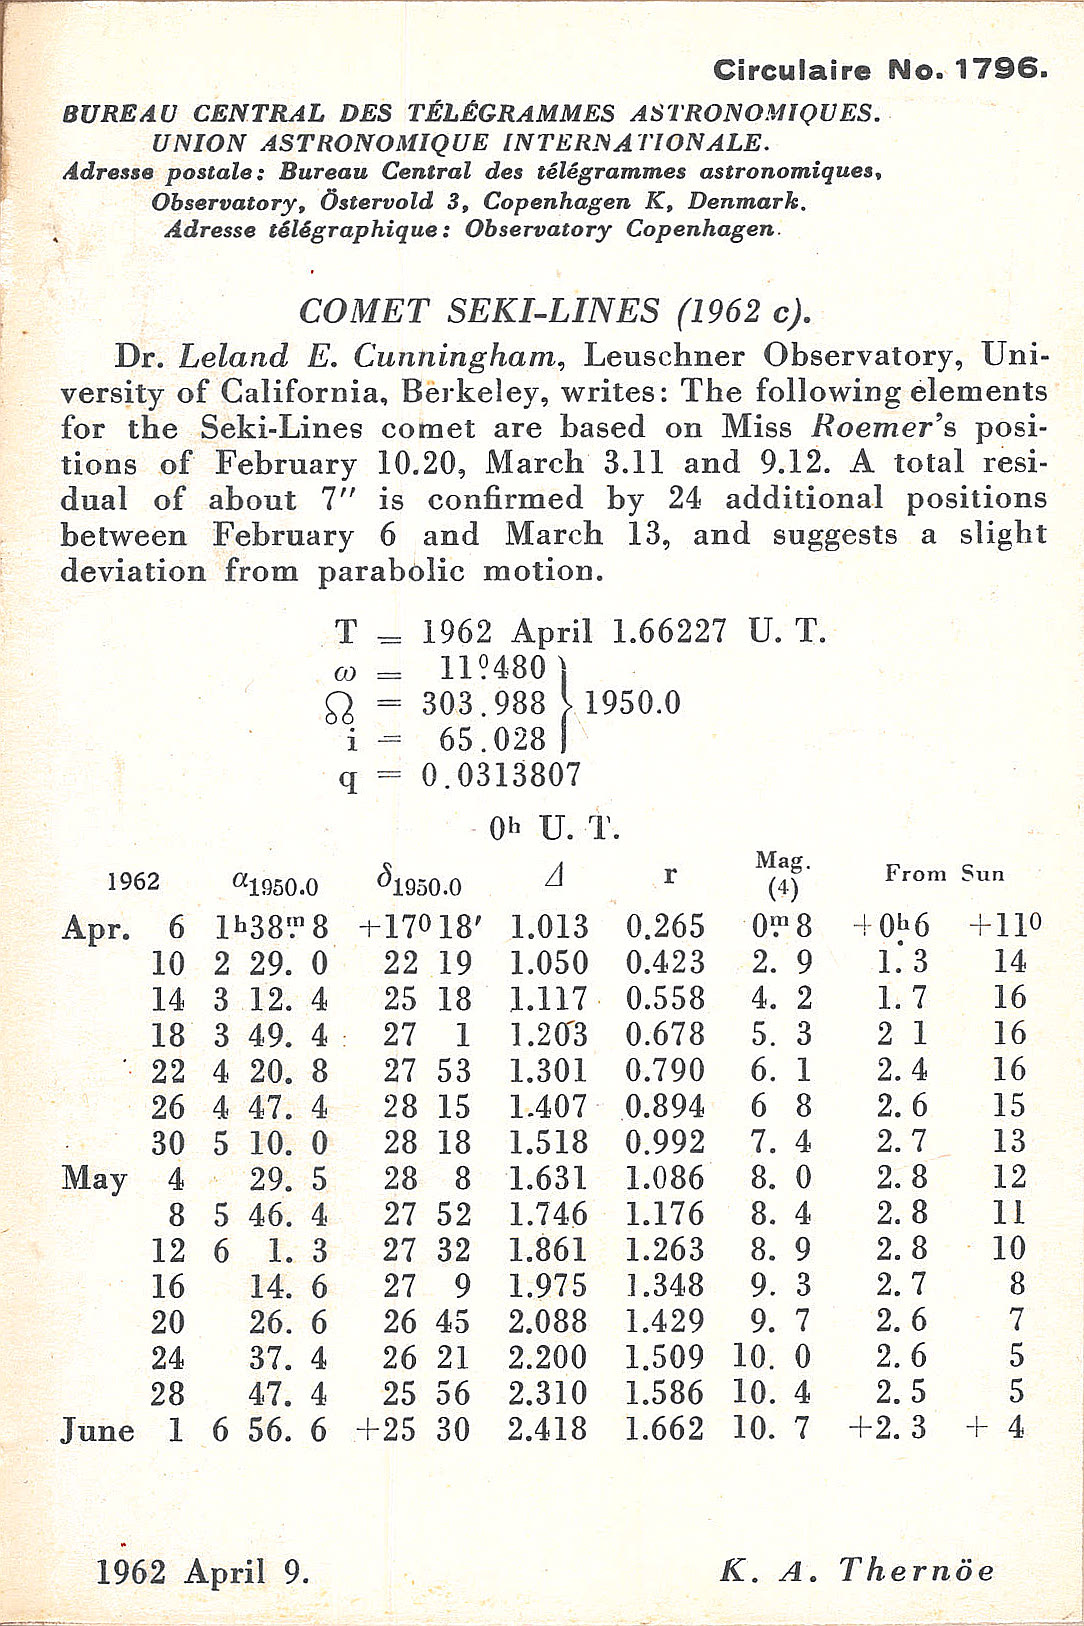 Circulaire No. 1796.
BUREAU CENTRAL DES TÉLÉGRAMMES ASTRONOMIQUES.
UNION ASTRONOMIQUE INTERNATIONALE.
Adresse postale: Bureau Central des télégrammes astronomiques,
Observatory, Östervold 3, Copenhagen K, Denmark.
Adresse télégraphique: Observatory Copenhagen.
COMET SEKI-LINES (1962 c).
Dr. Leland E. Cunningham, Leuschner Observatory, Uni-
versity of California, Berkeley, writes: The following elements
for the Seki-Lines comet are based on Miss Roemer's posi-
tions of February 10.20, March 3.11 and 9.12. A total resi-
dual of about 7″ is confirmed by 24 additional positions
between February 6 and March 13, and suggests a slight
deviation from parabolic motion.
T = 1962 April 1.66227 U. T.
ω = 11°.480
☊ = 303.988 } 1950.0
i = 65.028
q = 0.0313807
0ʰ U. T.
1962 α1950.0 δ1950.0 Δ r Mag. (4) From Sun
Apr. 6 1ʰ38ᵐ.8 +17°18′ 1.013 0.265 0ᵐ.8 +0ʰ.6 +11°
10 2 29. 0 22 19 1.050 0.423 2. 9 1. 3 14
14 3 12. 4 25 18 1.117 0.558 4. 2 1. 7 16
18 3 49. 4 27 1 1.203 0.678 5. 3 2 1 16
22 4 20. 8 27 53 1.301 0.790 6. 1 2. 4 16
26 4 47. 4 28 15 1.407 0.894 6 8 2. 6 15
30 5 10. 0 28 18 1.518 0.992 7. 4 2. 7 13
May 4 29. 5 28 8 1.631 1.086 8. 0 2. 8 12
8 5 46. 4 27 52 1.746 1.176 8. 4 2. 8 11
12 6 1. 3 27 32 1.861 1.263 8. 9 2. 8 10
16 14. 6 27 9 1.975 1.348 9. 3 2. 7 8
20 26. 6 26 45 2.088 1.429 9. 7 2. 6 7
24 37. 4 26 21 2.200 1.509 10. 0 2. 6 5
28 47. 4 25 56 2.310 1.586 10. 4 2. 5 5
June 1 6 56. 6 +25 30 2.418 1.662 10. 7 +2. 3 + 4
1962 April 9.
K. A. Thernöe